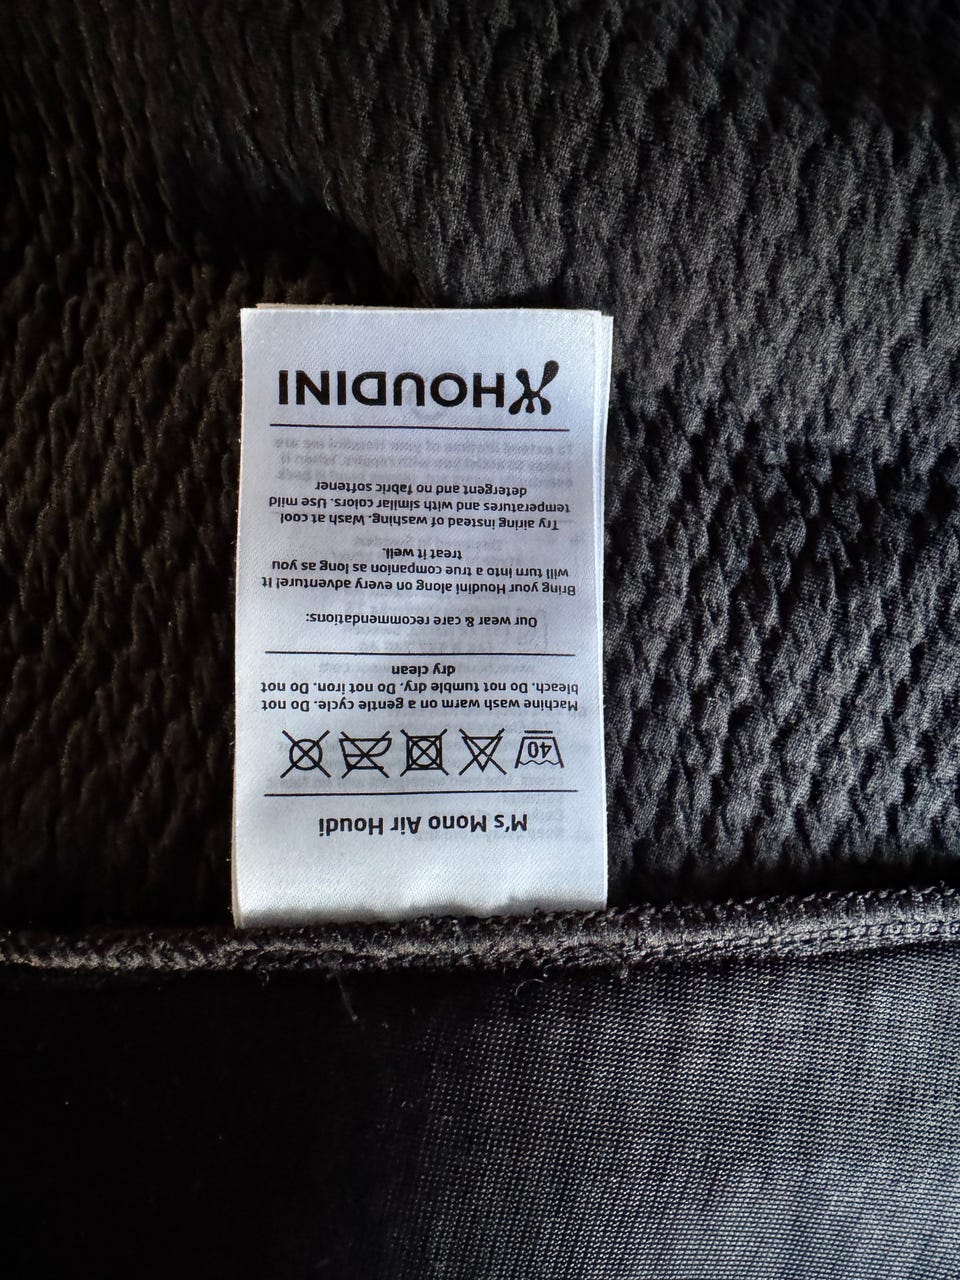 M's Mono Air Houdi
40
Machine wash warm on a gentle cycle. Do not
bleach. Do not tumble dry. Do not iron. Do not
dry clean
Our wear & care recommendations:
Bring your Houdini along on every adventure! It
will turn into a true companion as long as you
treat it well.
Try airing instead of washing. Wash at cool
temperatures and with similar colors. Use mild
detergent and no fabric softener
HOUDINI